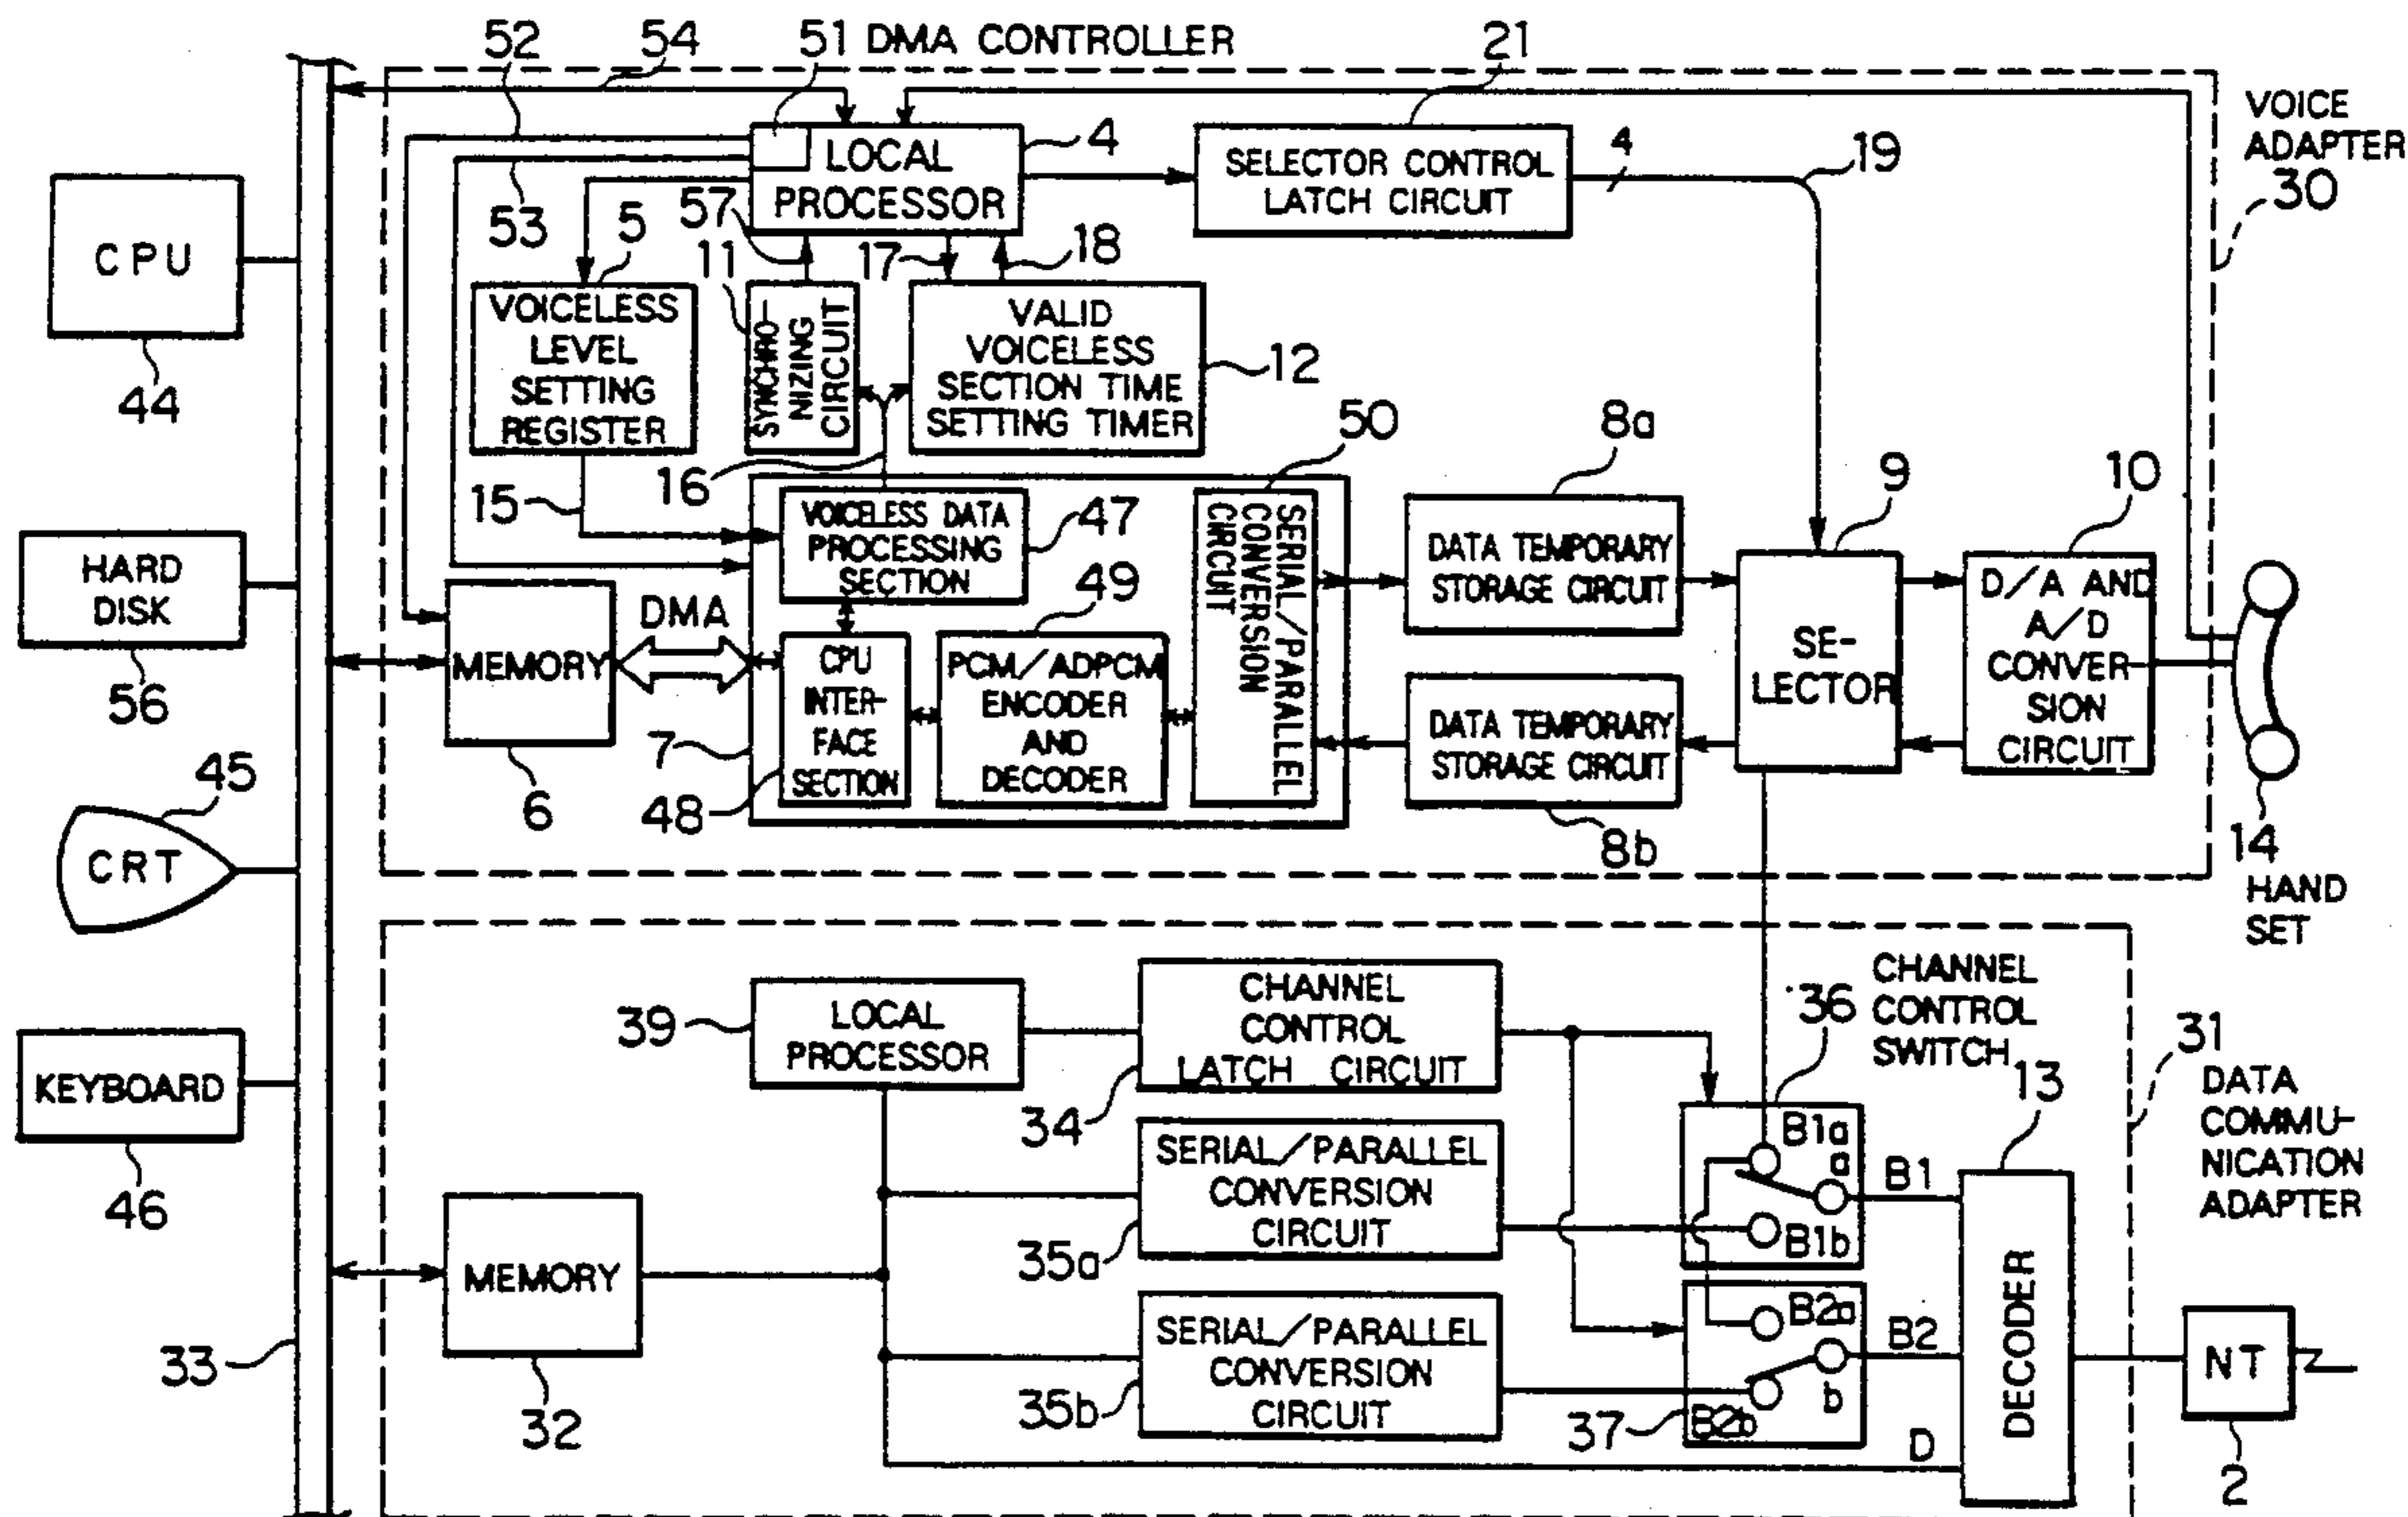 52
54
51 DMA CONTROLLER
21
VOICE
ADAPTER
30
LOCAL
PROCESSOR
4
SELECTOR CONTROL
LATCH CIRCUIT
4
19
CPU
44
53
5
57
11
17
18
VOICELESS
LEVEL
SETTING
REGISTER
SYNCHRO-
NIZING
CIRCUIT
VALID
VOICELESS
SECTION TIME
SETTING TIMER
12
15
16
50
8a
9
10
HARD
DISK
56
VOICELESS DATA
PROCESSING
SECTION
47
SERIAL/PARALLEL
CONVERSION
CIRCUIT
DATA TEMPORARY
STORAGE CIRCUIT
SE-
LECTOR
D/A AND
A/D
CONVER-
SION
CIRCUIT
DMA
49
MEMORY
6
7
CPU
INTER-
FACE
SECTION
48
PCM/ADPCM
ENCODER
AND
DECODER
DATA TEMPORARY
STORAGE CIRCUIT
8b
14
HAND
SET
45
CRT
39
LOCAL
PROCESSOR
CHANNEL
CONTROL
LATCH CIRCUIT
34
36
CHANNEL
CONTROL
SWITCH
31
DATA
COMMU-
NICATION
ADAPTER
13
KEYBOARD
46
SERIAL/PARALLEL
CONVERSION
CIRCUIT
35a
B1a
a
B1
B1b
MEMORY
32
33
SERIAL/PARALLEL
CONVERSION
CIRCUIT
35b
B2a
B2
b
B2b
37
D
DECODER
NT
2